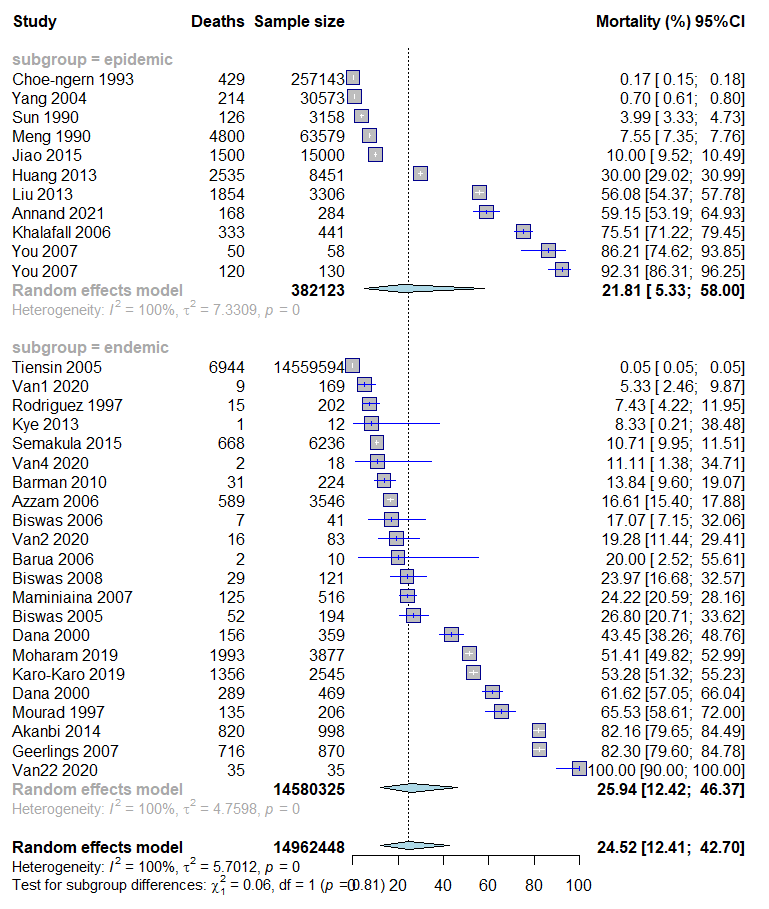 Study Deaths Sample size Mortality (%) 95%CI
subgroup = epidemic
Choe-ngern 1993 429 257143 0.17 [ 0.15; 0.18]
Yang 2004 214 30573 0.70 [ 0.61; 0.80]
Sun 1990 126 3158 3.99 [ 3.33; 4.73]
Meng 1990 4800 63579 7.55 [ 7.35; 7.76]
Jiao 2015 1500 15000 10.00 [ 9.52; 10.49]
Huang 2013 2535 8451 30.00 [29.02; 30.99]
Liu 2013 1854 3306 56.08 [54.37; 57.78]
Annand 2021 168 284 59.15 [53.19; 64.93]
Khalafall 2006 333 441 75.51 [71.22; 79.45]
You 2007 50 58 86.21 [74.62; 93.85]
You 2007 120 130 92.31 [86.31; 96.25]
Random effects model 382123 21.81 [ 5.33; 58.00]
Heterogeneity: I² = 100%, τ² = 7.3309, p = 0
subgroup = endemic
Tiensin 2005 6944 14559594 0.05 [ 0.05; 0.05]
Van1 2020 9 169 5.33 [ 2.46; 9.87]
Rodriguez 1997 15 202 7.43 [ 4.22; 11.95]
Kye 2013 1 12 8.33 [ 0.21; 38.48]
Semakula 2015 668 6236 10.71 [ 9.95; 11.51]
Van4 2020 2 18 11.11 [ 1.38; 34.71]
Barman 2010 31 224 13.84 [ 9.60; 19.07]
Azzam 2006 589 3546 16.61 [15.40; 17.88]
Biswas 2006 7 41 17.07 [ 7.15; 32.06]
Van2 2020 16 83 19.28 [11.44; 29.41]
Barua 2006 2 10 20.00 [ 2.52; 55.61]
Biswas 2008 29 121 23.97 [16.68; 32.57]
Maminiaina 2007 125 516 24.22 [20.59; 28.16]
Biswas 2005 52 194 26.80 [20.71; 33.62]
Dana 2000 156 359 43.45 [38.26; 48.76]
Moharam 2019 1993 3877 51.41 [49.82; 52.99]
Karo-Karo 2019 1356 2545 53.28 [51.32; 55.23]
Dana 2000 289 469 61.62 [57.05; 66.04]
Mourad 1997 135 206 65.53 [58.61; 72.00]
Akanbi 2014 820 998 82.16 [79.65; 84.49]
Geerlings 2007 716 870 82.30 [79.60; 84.78]
Van22 2020 35 35 100.00 [90.00; 100.00]
Random effects model 14580325 25.94 [12.42; 46.37]
Heterogeneity: I² = 100%, τ² = 4.7598, p = 0
Random effects model 14962448 24.52 [12.41; 42.70]
Heterogeneity: I² = 100%, τ² = 5.7012, p = 0
Test for subgroup differences: χ²₁ = 0.06, df = 1 (p = 0.81) 0 20 40 60 80 100